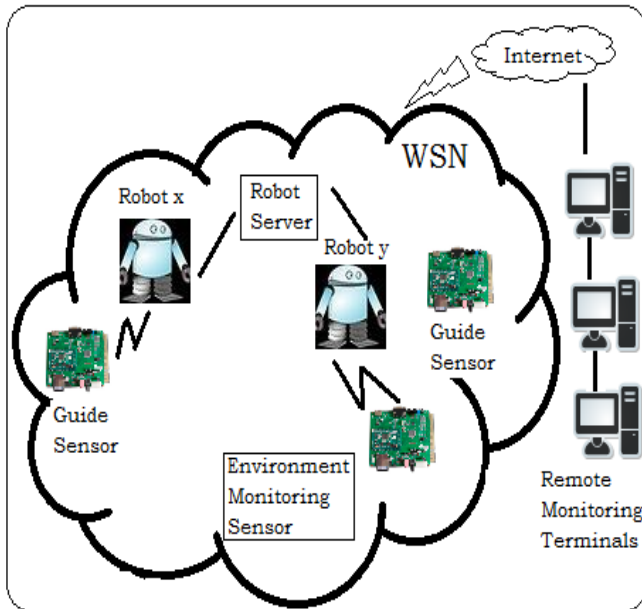 Internet
WSN
Robot x
Robot
Server
Robot y
Guide
Sensor
Guide
Sensor
Environment
Monitoring
Sensor
Remote
Monitoring
Terminals